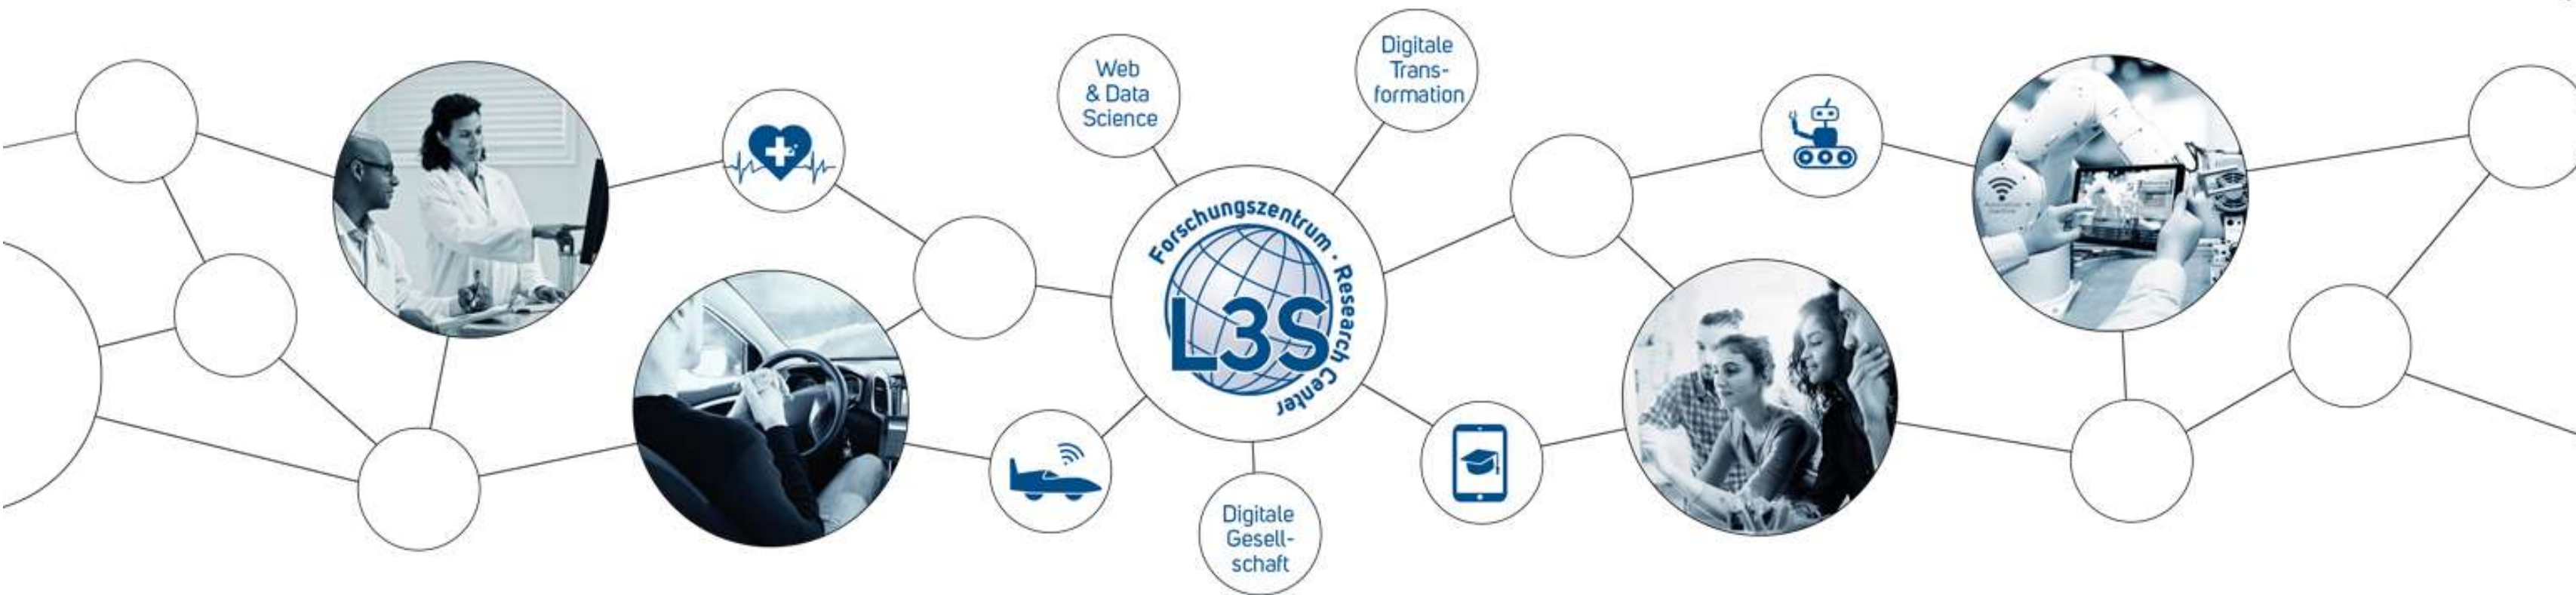 Web
& Data
Science
Digitale
Trans-
formation
Forschungszentrum · Research Center
L3S
Digitale
Gesell-
schaft